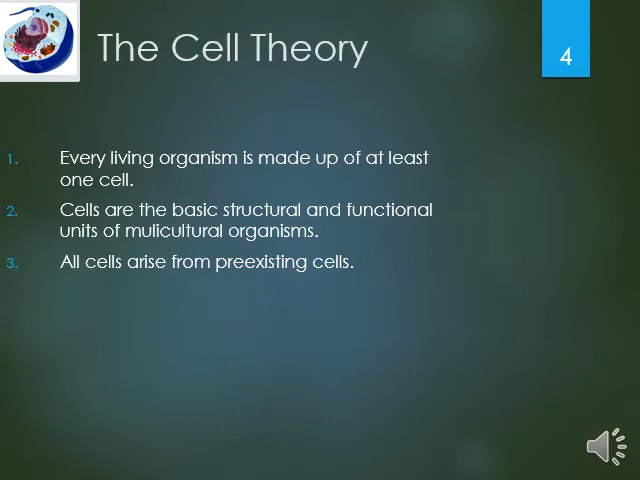 The Cell Theory
4
1. Every living organism is made up of at least
one cell.
2. Cells are the basic structural and functional
units of mulicultural organisms.
3. All cells arise from preexisting cells.